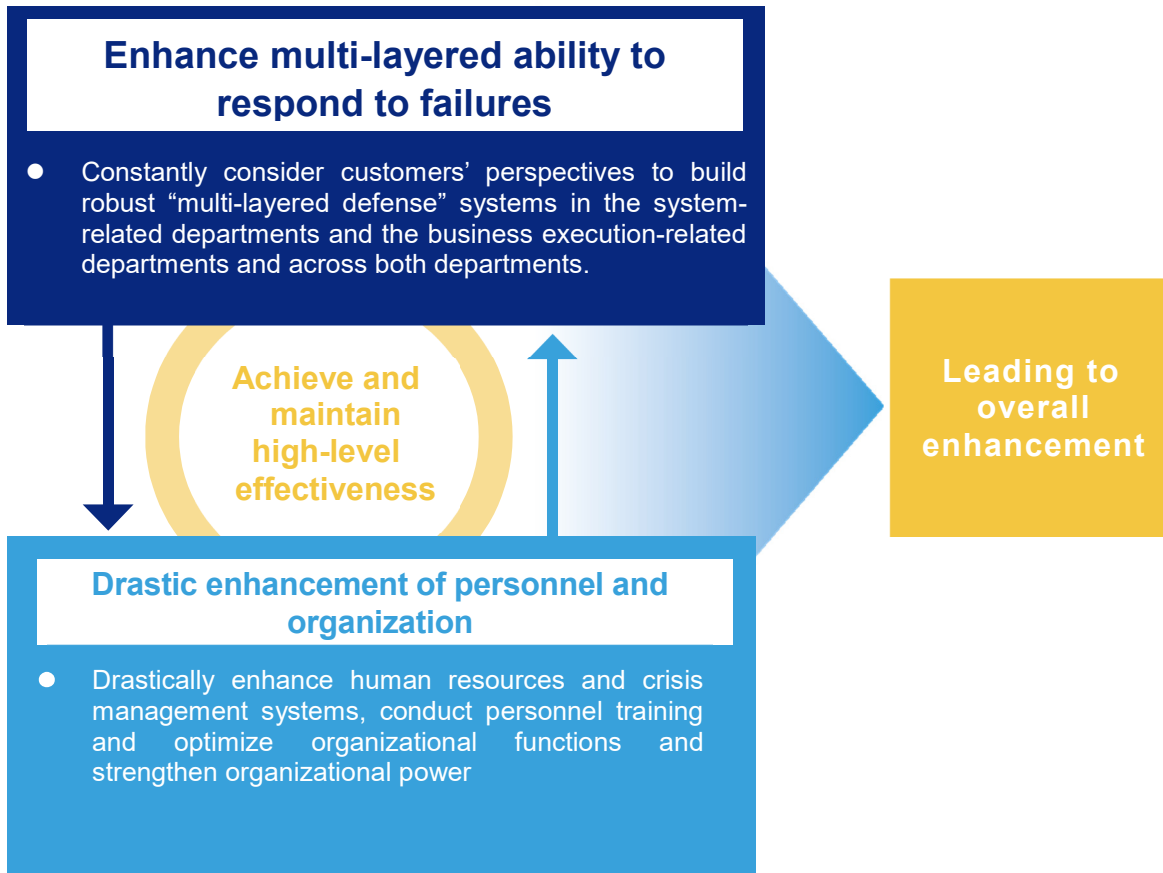 Enhance multi-layered ability to
respond to failures
● Constantly consider customers’ perspectives to build
robust “multi-layered defense” systems in the system-
related departments and the business execution-related
departments and across both departments.
Achieve and
maintain
high-level
effectiveness
Leading to
overall
enhancement
Drastic enhancement of personnel and
organization
● Drastically enhance human resources and crisis
management systems, conduct personnel training
and optimize organizational functions and
strengthen organizational power